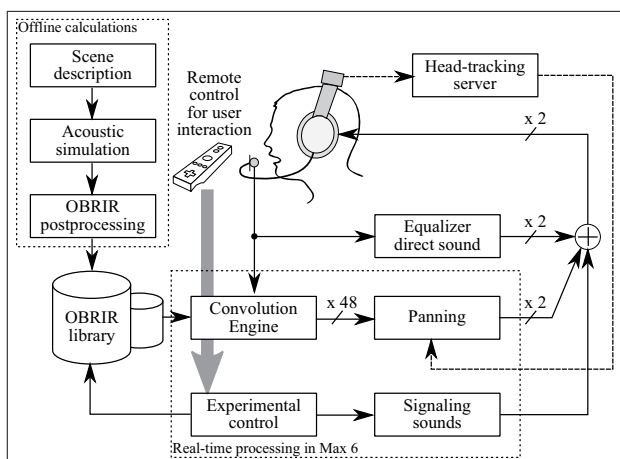 Offline calculations
Scene
description
Acoustic
simulation
OBRIR
postprocessing
OBRIR
library
Remote
control
for user
interaction
Head-tracking
server
x 2
Equalizer
direct sound
x 2
Convolution
Engine
x 48
Panning
x 2
Experimental
control
Signaling
sounds
Real-time processing in Max 6